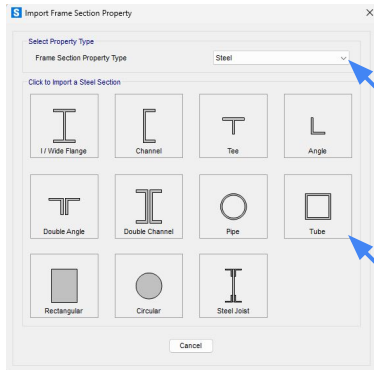 S Import Frame Section Property
Select Property Type
Frame Section Property Type Steel
Click to Import a Steel Section
I / Wide Flange Channel Tee Angle
Double Angle Double Channel Pipe Tube
Rectangular Circular Steel Joist
Cancel